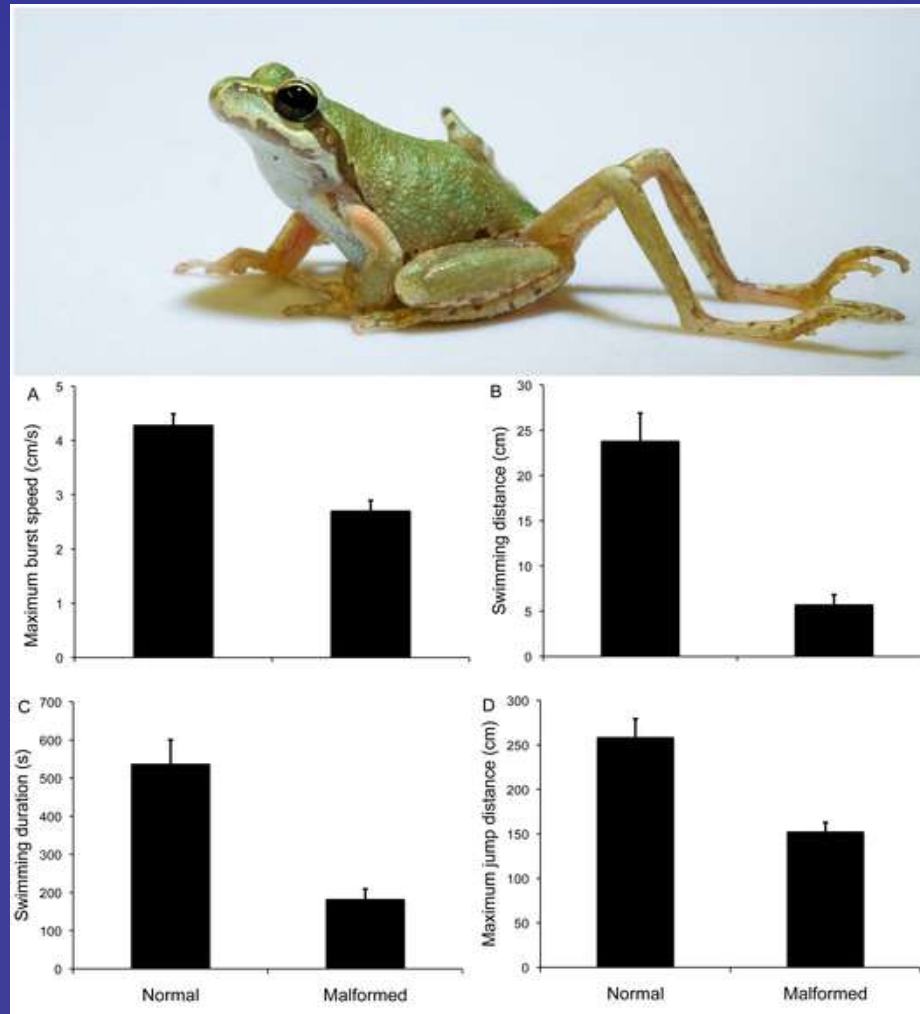 A
Maximum burst speed (cm/s)
5
4
3
2
1
0
B
Swimming distance (cm)
30
25
20
15
10
5
0
C
Swimming duration (s)
700
600
500
400
300
200
100
0
Normal
Malformed
D
Maximum jump distance (cm)
300
250
200
150
100
50
0
Normal
Malformed